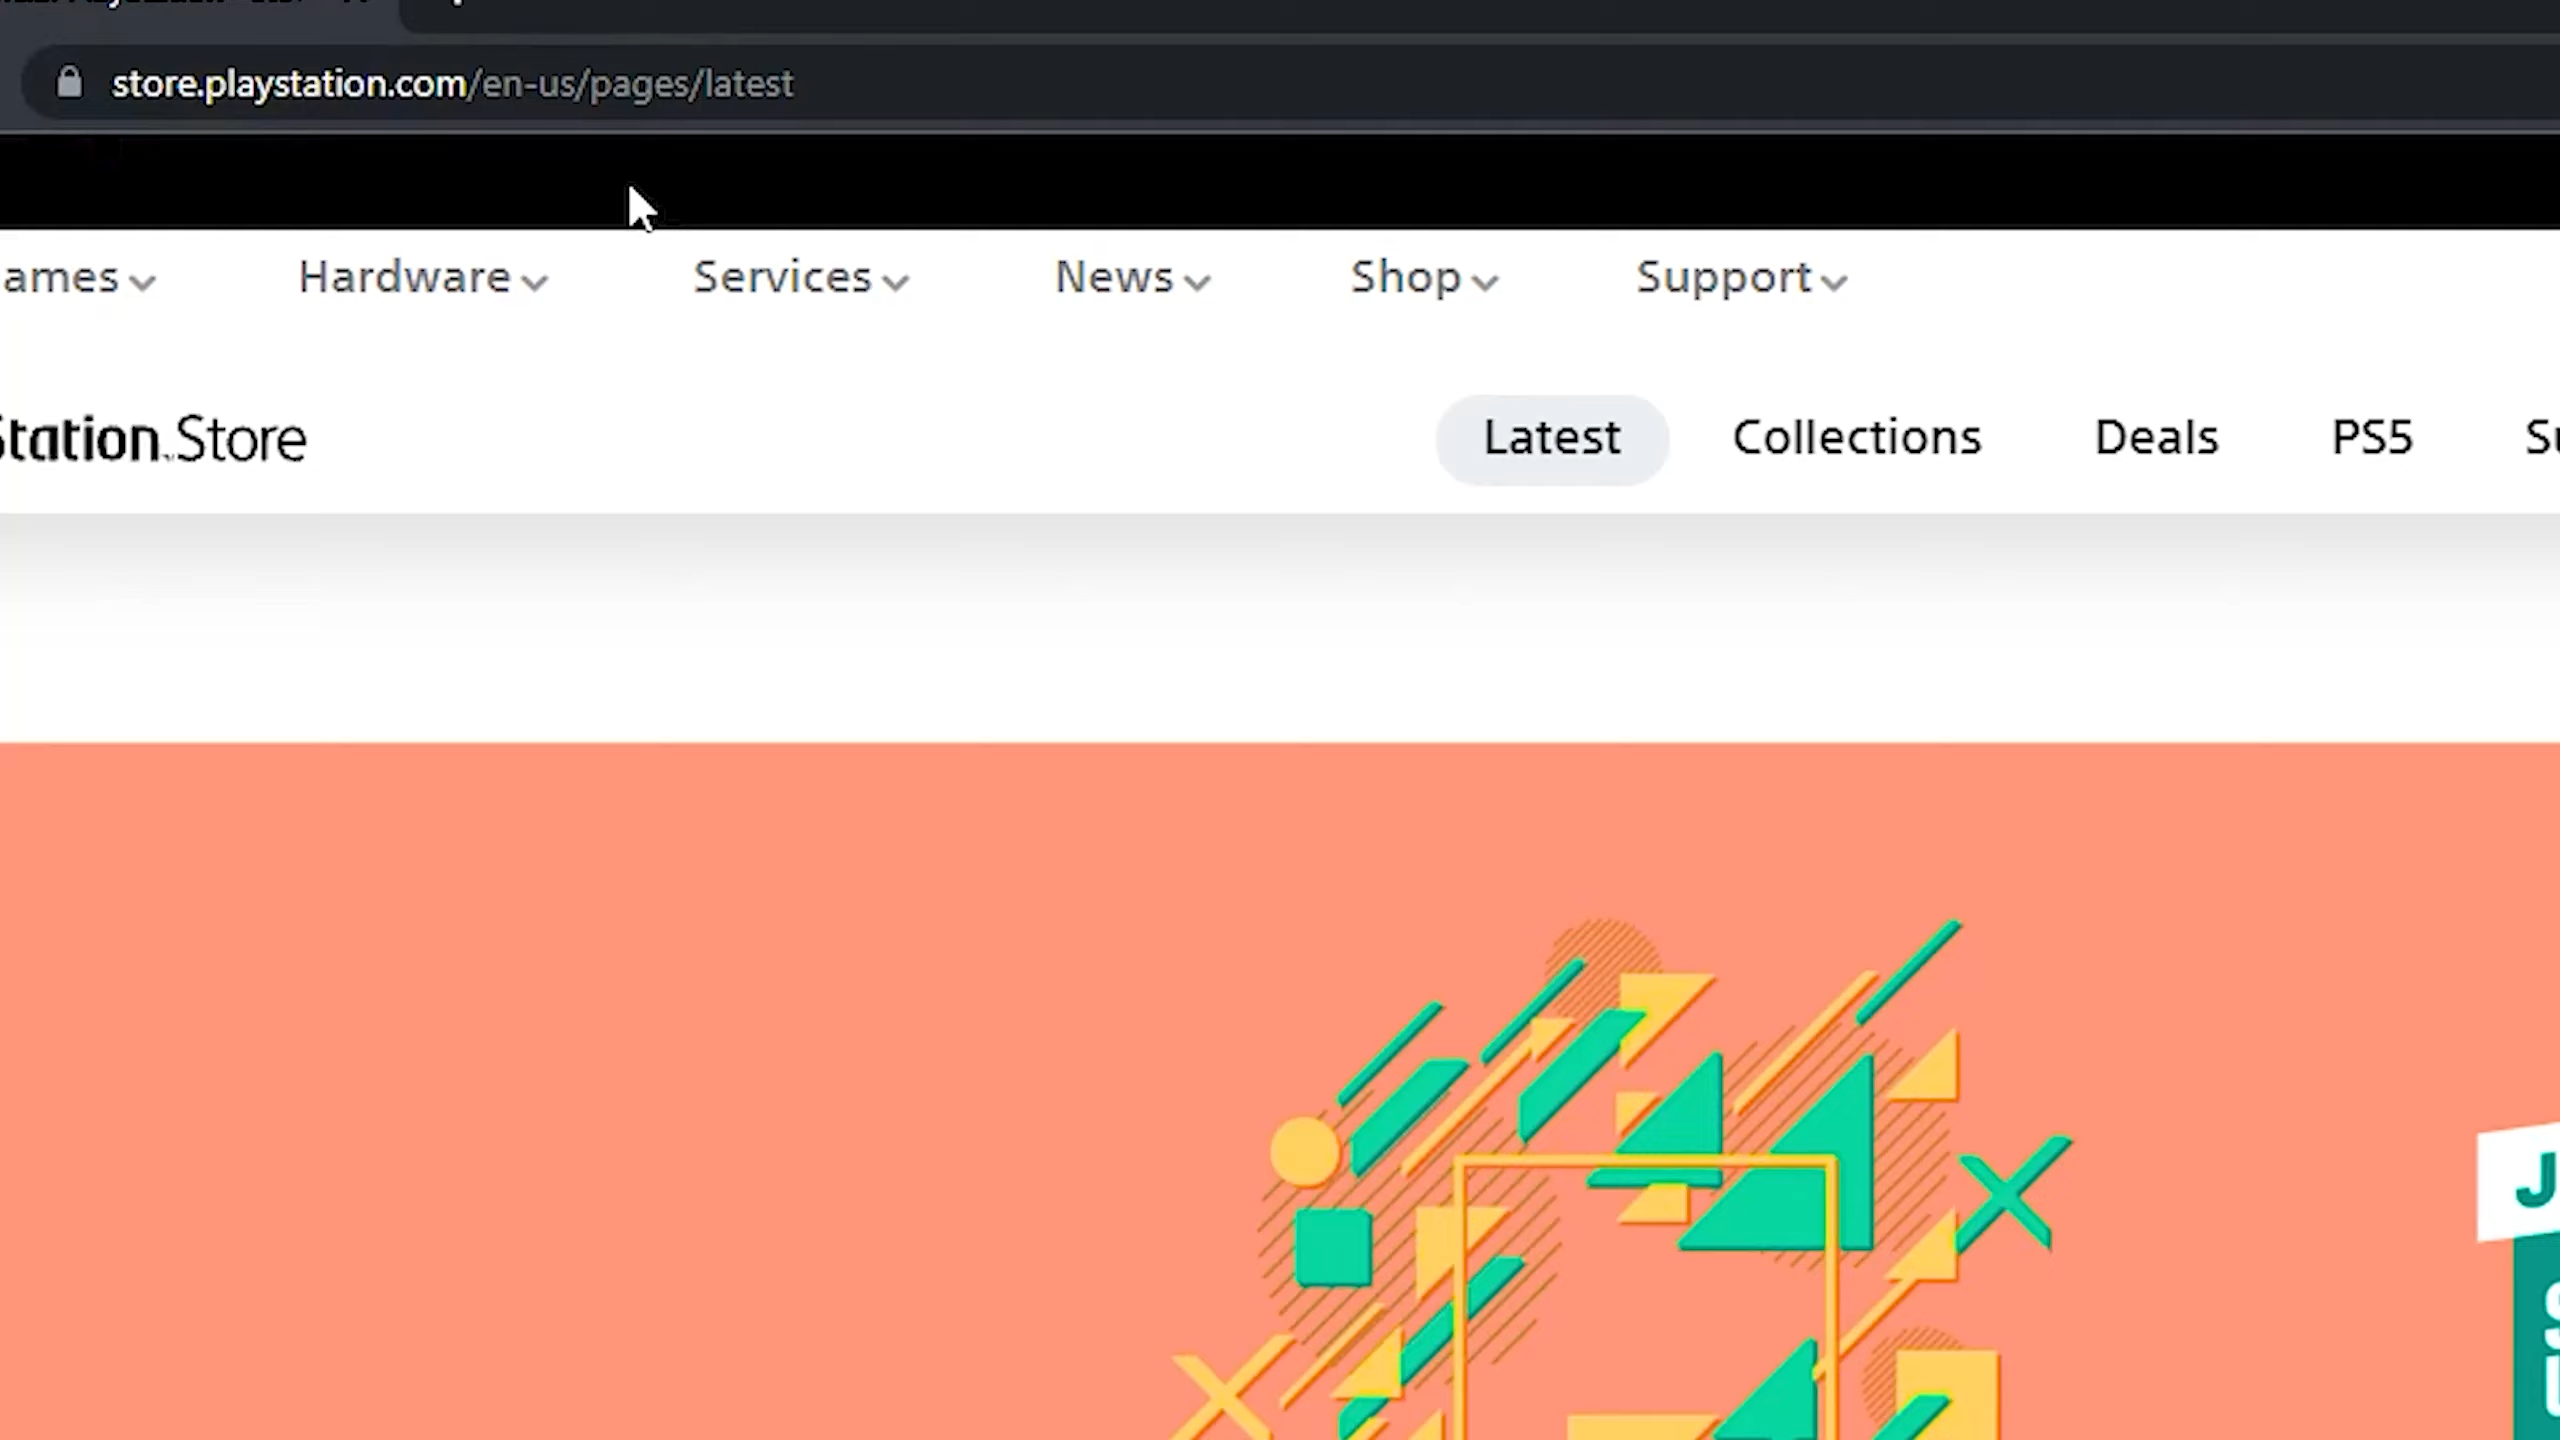 store.playstation.com/en-us/pages/latest
ames Hardware Services News Shop Support
Station Store Latest Collections Deals PS5 Su
J